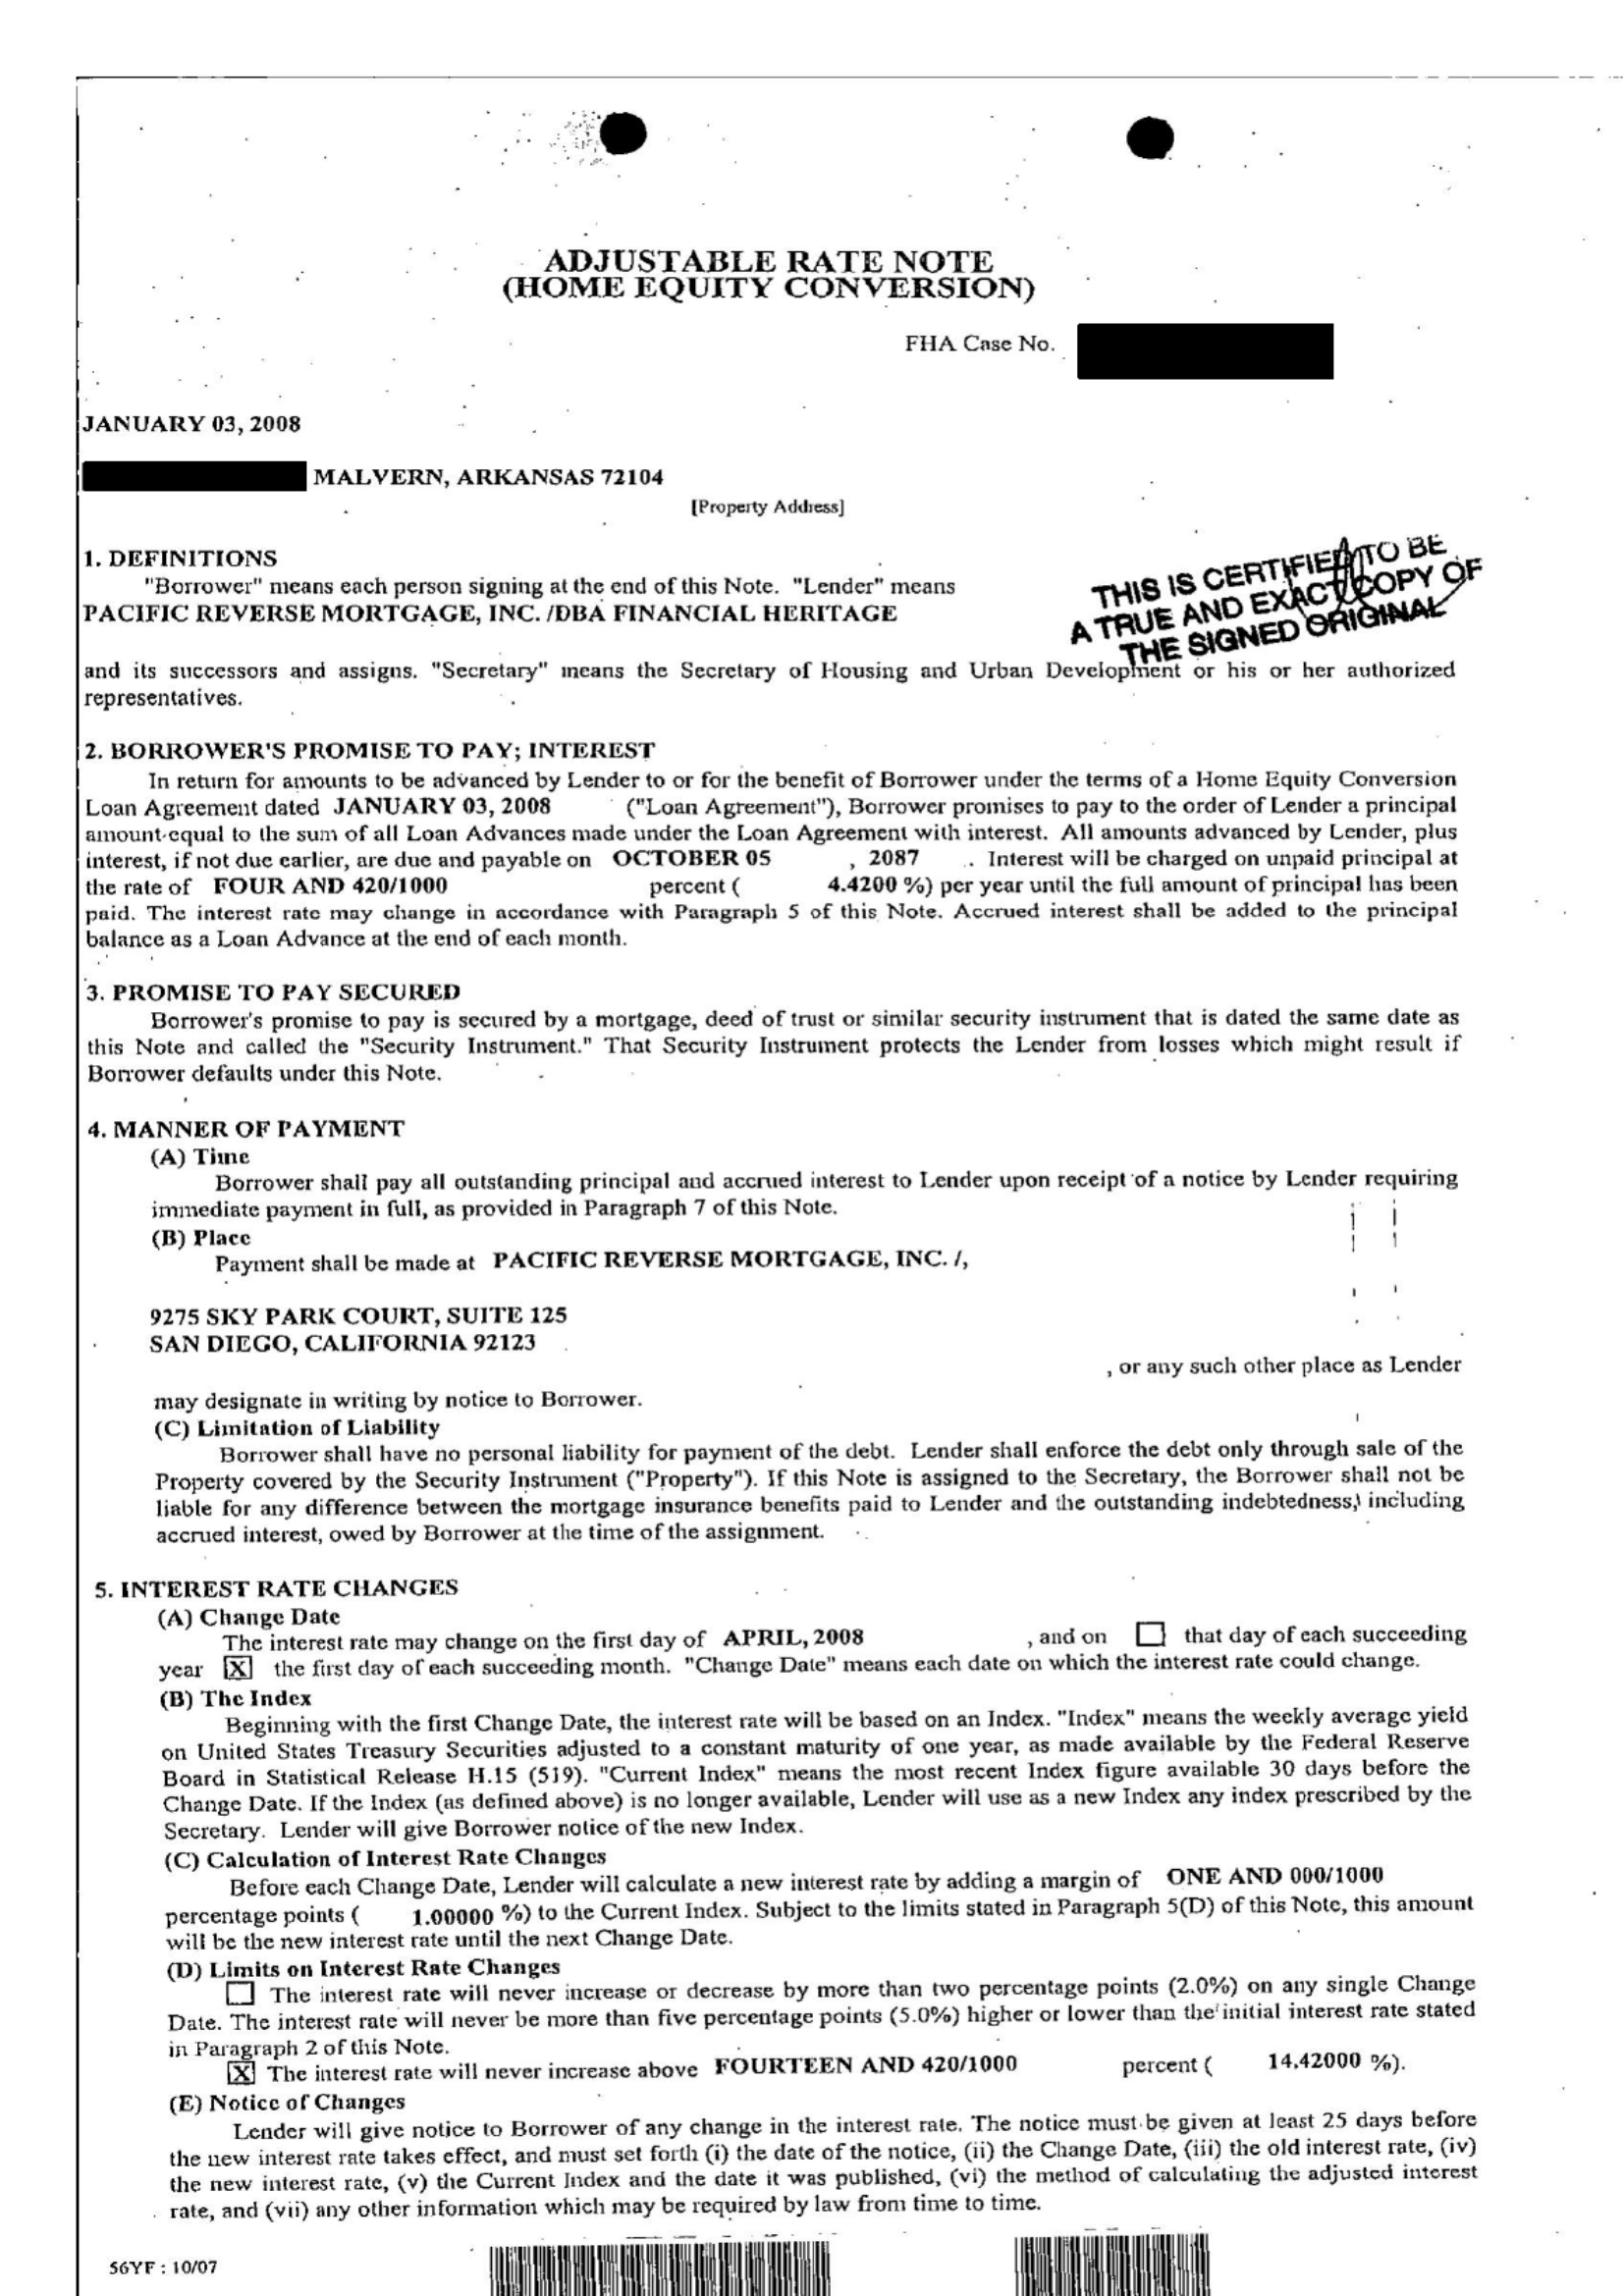 ADJUSTABLE RATE NOTE
(HOME EQUITY CONVERSION)
FHA Case No.
JANUARY 03, 2008
MALVERN, ARKANSAS 72104
[Property Address]
1. DEFINITIONS
"Borrower" means each person signing at the end of this Note. "Lender" means
PACIFIC REVERSE MORTGAGE, INC. /DBA FINANCIAL HERITAGE
THIS IS CERTIFIED TO BE
A TRUE AND EXACT COPY OF
THE SIGNED ORIGINAL
and its successors and assigns. "Secretary" means the Secretary of Housing and Urban Development or his or her authorized
representatives.
2. BORROWER'S PROMISE TO PAY; INTEREST
In return for amounts to be advanced by Lender to or for the benefit of Borrower under the terms of a Home Equity Conversion
Loan Agreement dated JANUARY 03, 2008 ("Loan Agreement"), Borrower promises to pay to the order of Lender a principal
amount equal to the sum of all Loan Advances made under the Loan Agreement with interest. All amounts advanced by Lender, plus
interest, if not due earlier, are due and payable on OCTOBER 05 , 2087 . Interest will be charged on unpaid principal at
the rate of FOUR AND 420/1000 percent ( 4.4200 %) per year until the full amount of principal has been
paid. The interest rate may change in accordance with Paragraph 5 of this Note. Accrued interest shall be added to the principal
balance as a Loan Advance at the end of each month.
3. PROMISE TO PAY SECURED
Borrower's promise to pay is secured by a mortgage, deed of trust or similar security instrument that is dated the same date as
this Note and called the "Security Instrument." That Security Instrument protects the Lender from losses which might result if
Borrower defaults under this Note.
4. MANNER OF PAYMENT
(A) Time
Borrower shall pay all outstanding principal and accrued interest to Lender upon receipt of a notice by Lender requiring
immediate payment in full, as provided in Paragraph 7 of this Note.
(B) Place
Payment shall be made at PACIFIC REVERSE MORTGAGE, INC. /,
9275 SKY PARK COURT, SUITE 125
SAN DIEGO, CALIFORNIA 92123
, or any such other place as Lender
may designate in writing by notice to Borrower.
(C) Limitation of Liability
Borrower shall have no personal liability for payment of the debt. Lender shall enforce the debt only through sale of the
Property covered by the Security Instrument ("Property"). If this Note is assigned to the Secretary, the Borrower shall not be
liable for any difference between the mortgage insurance benefits paid to Lender and the outstanding indebtedness, including
accrued interest, owed by Borrower at the time of the assignment.
5. INTEREST RATE CHANGES
(A) Change Date
The interest rate may change on the first day of APRIL, 2008 , and on ☐ that day of each succeeding
year [X] the first day of each succeeding month. "Change Date" means each date on which the interest rate could change.
(B) The Index
Beginning with the first Change Date, the interest rate will be based on an Index. "Index" means the weekly average yield
on United States Treasury Securities adjusted to a constant maturity of one year, as made available by the Federal Reserve
Board in Statistical Release H.15 (519). "Current Index" means the most recent Index figure available 30 days before the
Change Date. If the Index (as defined above) is no longer available, Lender will use as a new Index any index prescribed by the
Secretary. Lender will give Borrower notice of the new Index.
(C) Calculation of Interest Rate Changes
Before each Change Date, Lender will calculate a new interest rate by adding a margin of ONE AND 000/1000
percentage points ( 1.00000 %) to the Current Index. Subject to the limits stated in Paragraph 5(D) of this Note, this amount
will be the new interest rate until the next Change Date.
(D) Limits on Interest Rate Changes
☐ The interest rate will never increase or decrease by more than two percentage points (2.0%) on any single Change
Date. The interest rate will never be more than five percentage points (5.0%) higher or lower than the initial interest rate stated
in Paragraph 2 of this Note.
[X] The interest rate will never increase above FOURTEEN AND 420/1000 percent ( 14.42000 %).
(E) Notice of Changes
Lender will give notice to Borrower of any change in the interest rate. The notice must be given at least 25 days before
the new interest rate takes effect, and must set forth (i) the date of the notice, (ii) the Change Date, (iii) the old interest rate, (iv)
the new interest rate, (v) the Current Index and the date it was published, (vi) the method of calculating the adjusted interest
rate, and (vii) any other information which may be required by law from time to time.
56YF : 10/07